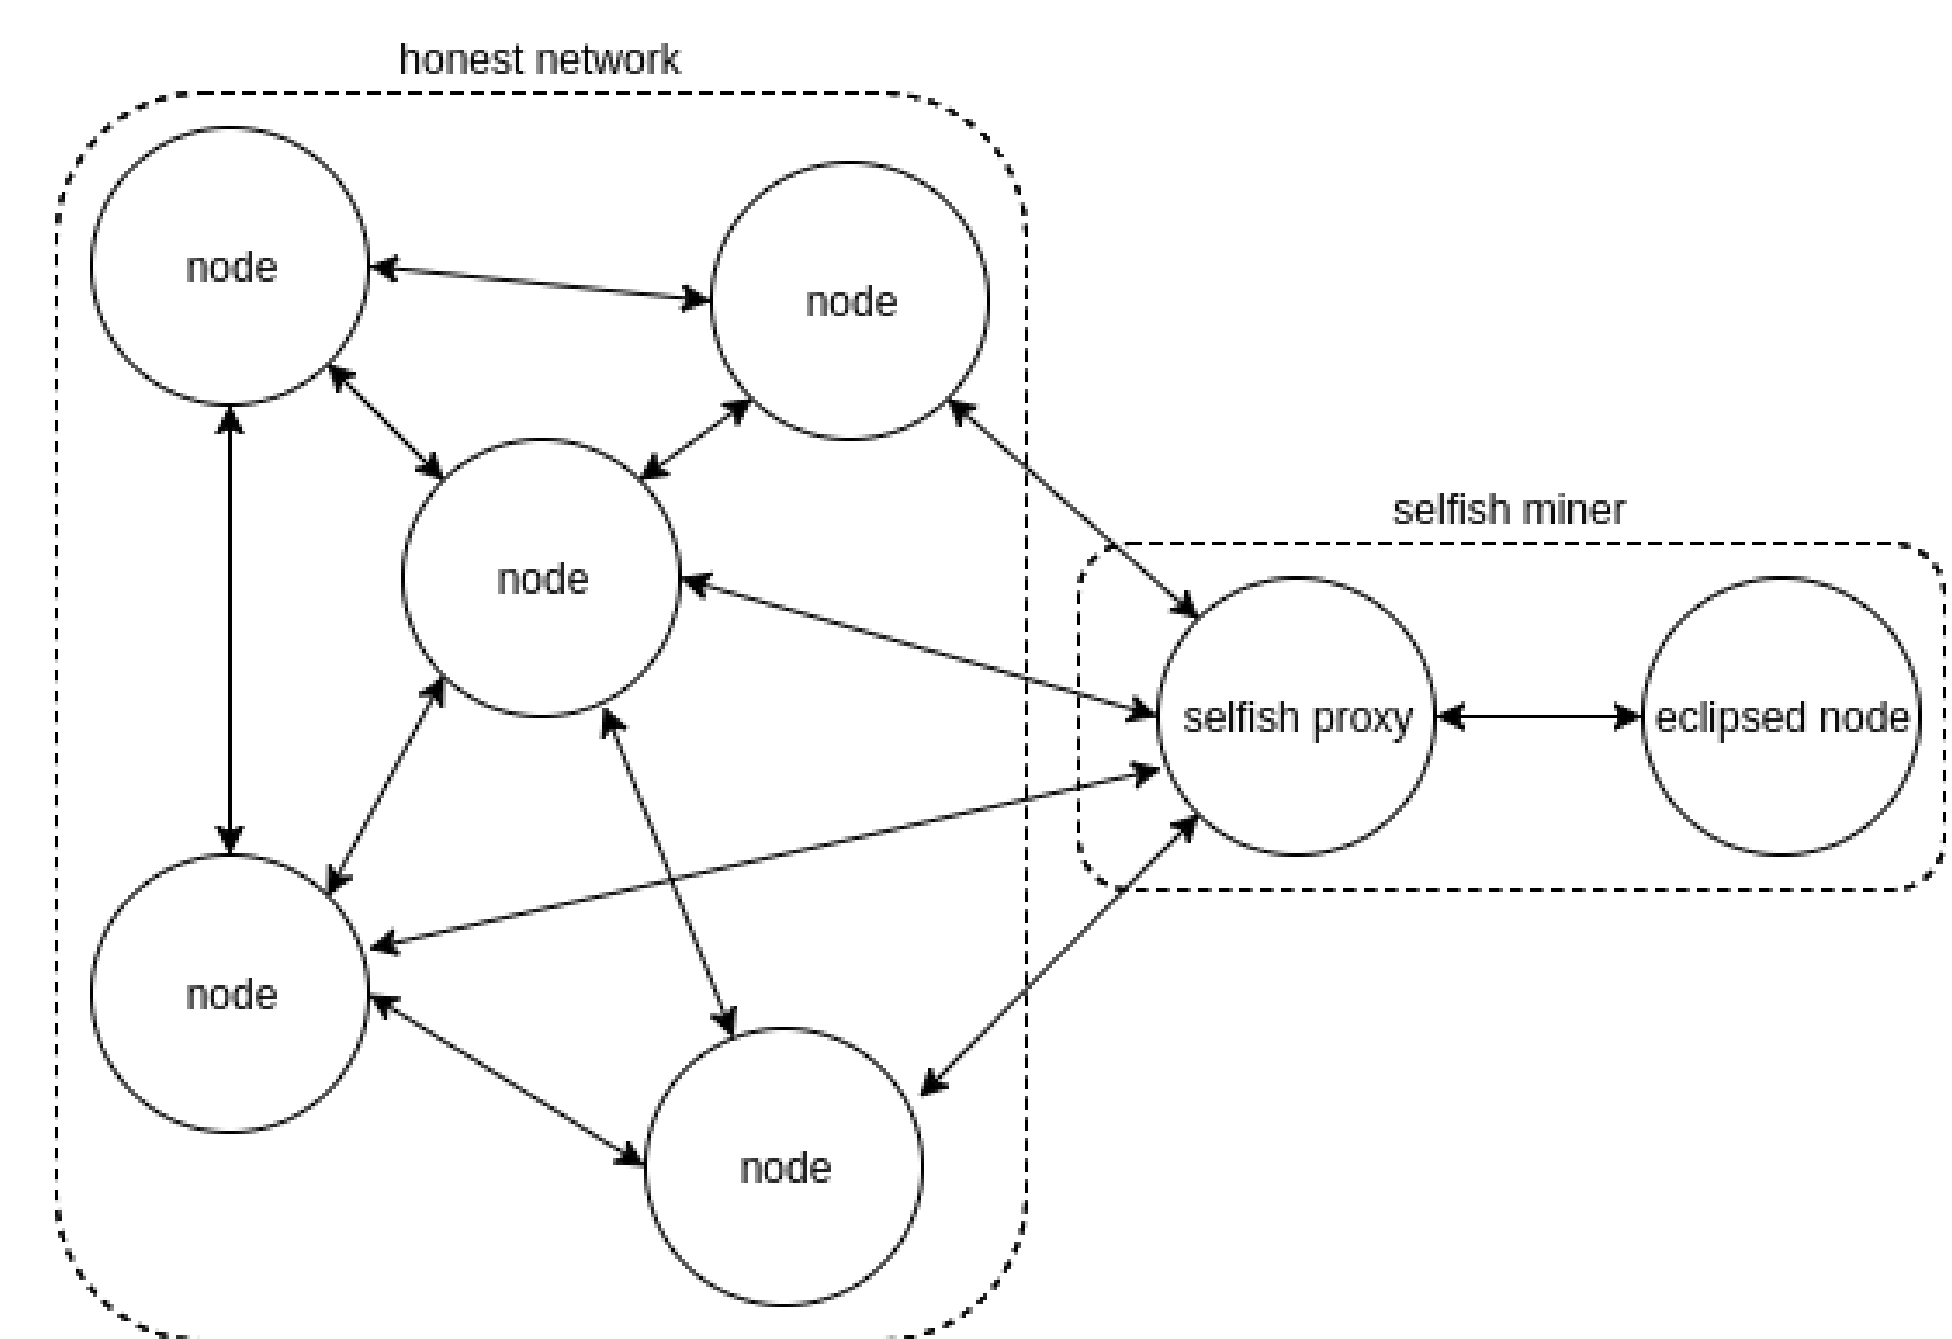 honest network
node
node
selfish miner
node
selfish proxy
eclipsed node
node
node